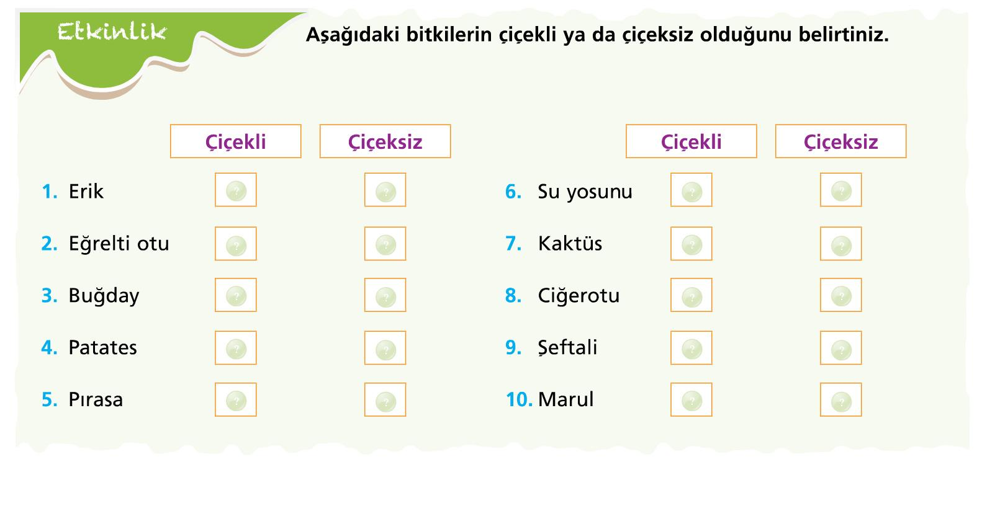 Etkinlik
Aşağıdaki bitkilerin çiçekli ya da çiçeksiz olduğunu belirtiniz.
Çiçekli Çiçeksiz
1. Erik ? ?
2. Eğrelti otu ? ?
3. Buğday ? ?
4. Patates ? ?
5. Pırasa ? ?
Çiçekli Çiçeksiz
6. Su yosunu ? ?
7. Kaktüs ? ?
8. Ciğerotu ? ?
9. Şeftali ? ?
10. Marul ? ?